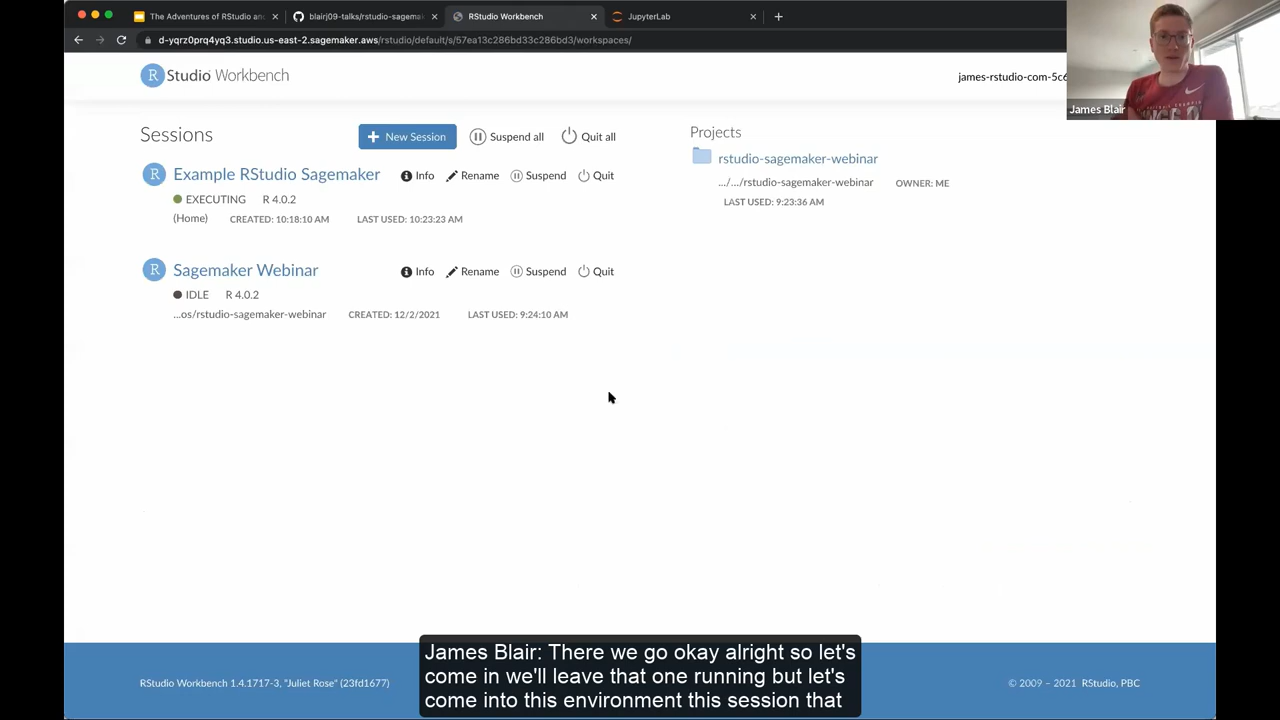 The Adventures of RStudio an
blairj09-talks/rstudio-sagema
RStudio Workbench
JupyterLab
d-yqrz0prq4yq3.studio.us-east-2.sagemaker.aws/rstudio/default/s/57ea13c286bd33c286bd3/workspaces/
R Studio Workbench
james-rstudio-com-5c6
James Blair
Sessions
New Session
Suspend all
Quit all
Projects
R Example RStudio Sagemaker
Info
Rename
Suspend
Quit
EXECUTING R 4.0.2
(Home) CREATED: 10:18:10 AM LAST USED: 10:23:23 AM
rstudio-sagemaker-webinar
.../.../rstudio-sagemaker-webinar OWNER: ME
LAST USED: 9:23:36 AM
R Sagemaker Webinar
Info
Rename
Suspend
Quit
IDLE R 4.0.2
...os/rstudio-sagemaker-webinar CREATED: 12/2/2021 LAST USED: 9:24:10 AM
James Blair: There we go okay alright so let's
come in we'll leave that one running but let's
come into this environment this session that
RStudio Workbench 1.4.1717-3, "Juliet Rose" (23fd1677)
© 2009 – 2021 RStudio, PBC